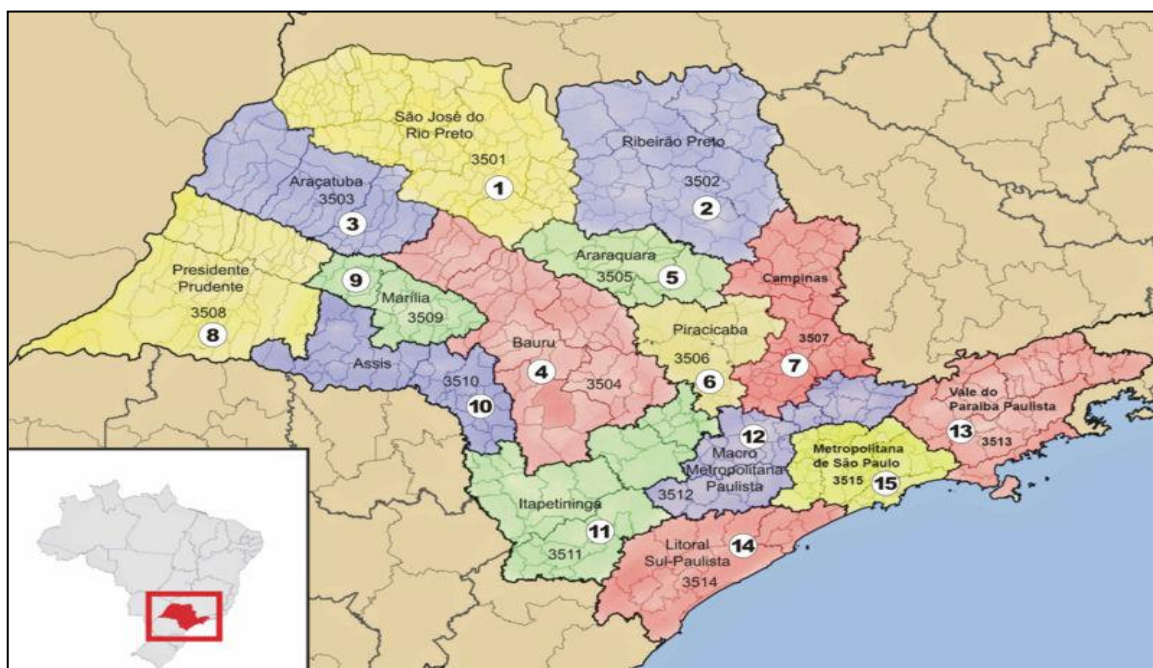 São José do
Rio Preto
3501
1
Ribeirão Preto
3502
2
Araçatuba
3503
3
Araraquara
3505
5
Campinas
3507
7
Presidente
Prudente
3508
8
9
Marília
3509
Piracicaba
3506
6
Bauru
4
3504
Assis
3510
10
Vale do
Paraíba Paulista
13
3513
12
Macro
Metropolitana
Paulista
3512
Metropolitana
de São Paulo
3515
15
Itapetininga
11
3511
14
Litoral
Sul-Paulista
3514